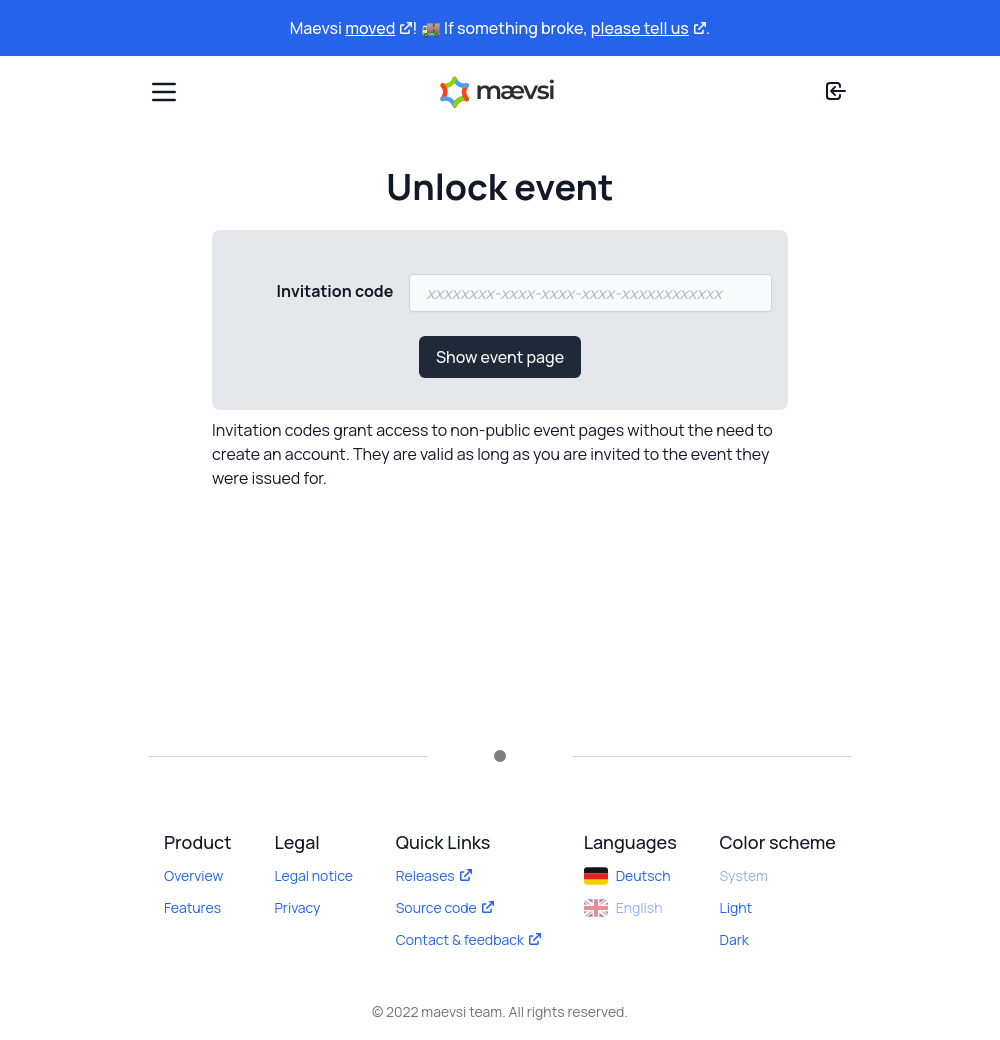 Maevsi moved ! 🚚 If something broke, please tell us .
mævsi
Unlock event
Invitation code
xxxxxxxx-xxxx-xxxx-xxxx-xxxxxxxxxxxx
Show event page
Invitation codes grant access to non-public event pages without the need to
create an account. They are valid as long as you are invited to the event they
were issued for.
Product
Overview
Features
Legal
Legal notice
Privacy
Quick Links
Releases
Source code
Contact & feedback
Languages
Deutsch
English
Color scheme
System
Light
Dark
© 2022 maevsi team. All rights reserved.